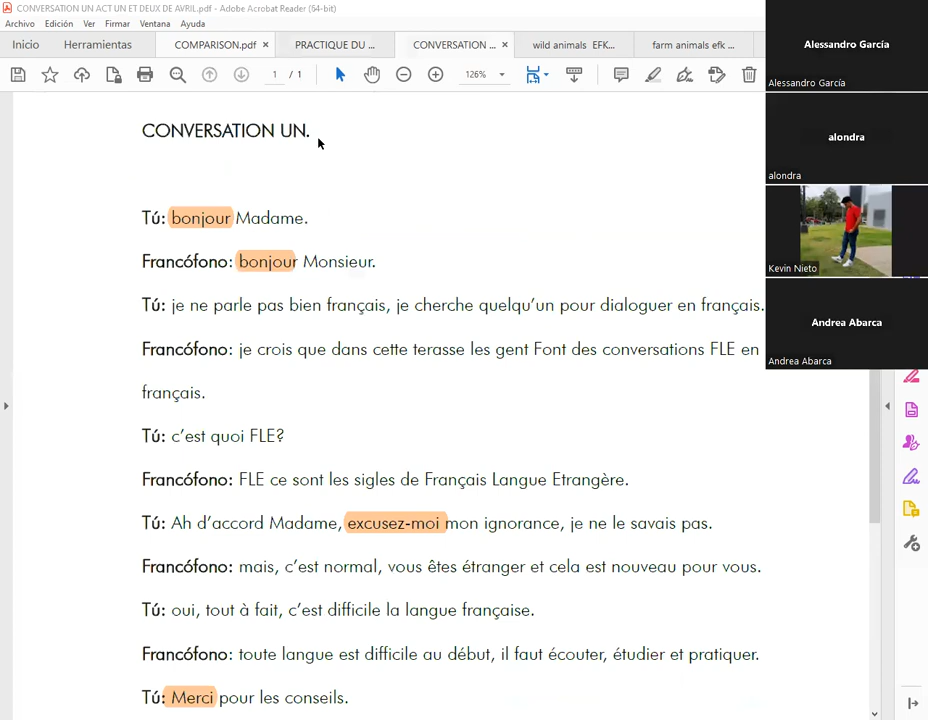 CONVERSATION UN ACT UN ET DEUX DE AVRIL.pdf - Adobe Acrobat Reader (64-bit)
Archivo Edición Ver Firmar Ventana Ayuda
Inicio Herramientas COMPARISON.pdf × PRACTIQUE DU ... CONVERSATION ... × wild animals EFK... farm animals efk ...
1 / 1 126%
CONVERSATION UN.
Tú: bonjour Madame.
Francófono: bonjour Monsieur.
Tú: je ne parle pas bien français, je cherche quelqu'un pour dialoguer en français.
Francófono: je crois que dans cette terasse les gent Font des conversations FLE en
français.
Tú: c'est quoi FLE?
Francófono: FLE ce sont les sigles de Français Langue Etrangère.
Tú: Ah d'accord Madame, excusez-moi mon ignorance, je ne le savais pas.
Francófono: mais, c'est normal, vous êtes étranger et cela est nouveau pour vous.
Tú: oui, tout à fait, c'est difficile la langue française.
Francófono: toute langue est difficile au début, il faut écouter, étudier et pratiquer.
Tú: Merci pour les conseils.
Alessandro García
Alessandro García
alondra
alondra
Kevin Nieto
Andrea Abarca
Andrea Abarca